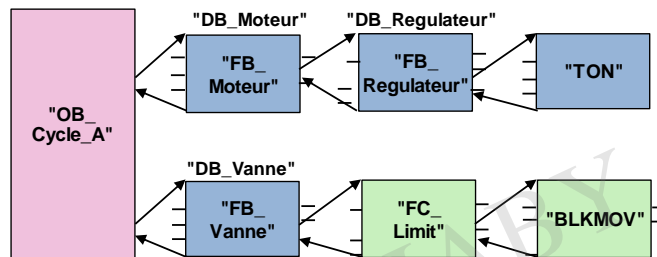 "DB_Moteur" "DB_Regulateur"
"FB_
Moteur"
"FB_
Regulateur"
"TON"
"OB_
Cycle_A"
"DB_Vanne"
"FB_
Vanne"
"FC_
Limit"
"BLKMOV"